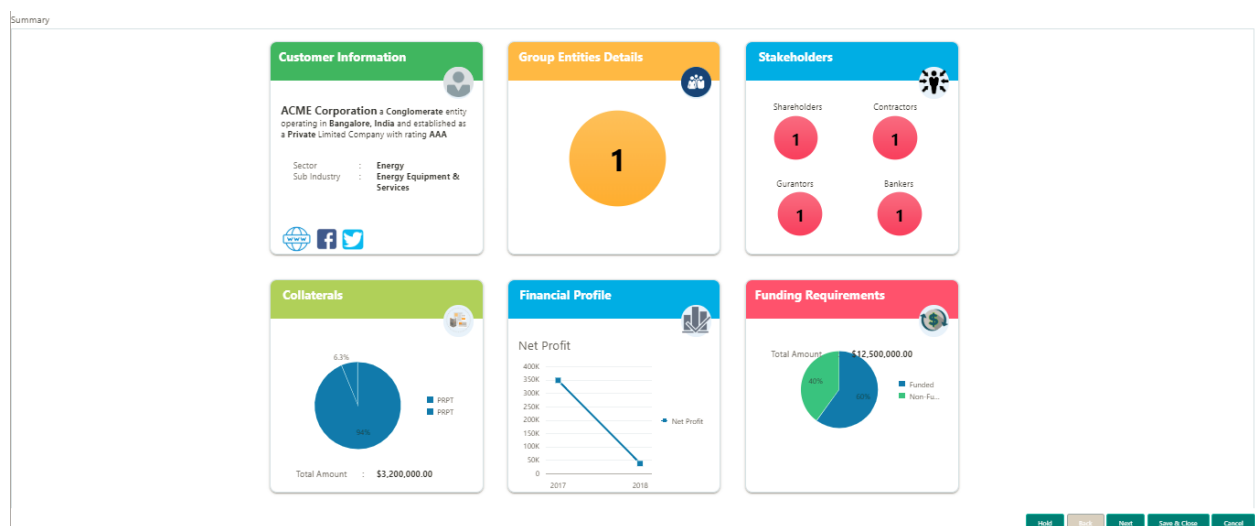 Summary
Customer Information
ACME Corporation a Conglomerate entity
operating in Bangalore, India and established as
a Private Limited Company with rating AAA
Sector : Energy
Sub Industry : Energy Equipment &
Services
www
Group Entities Details
1
Stakeholders
Shareholders Contractors
1 1
Gurantors Bankers
1 1
Collaterals
6.3%
94%
PRPT
PRPT
Total Amount : $3,200,000.00
Financial Profile
Net Profit
400K
350K
300K
250K
200K
150K
100K
50K
0
2017 2018
Net Profit
Funding Requirements
Total Amount $12,500,000.00
40%
60%
Funded
Non-Fu...
Hold Back Next Save & Close Cancel